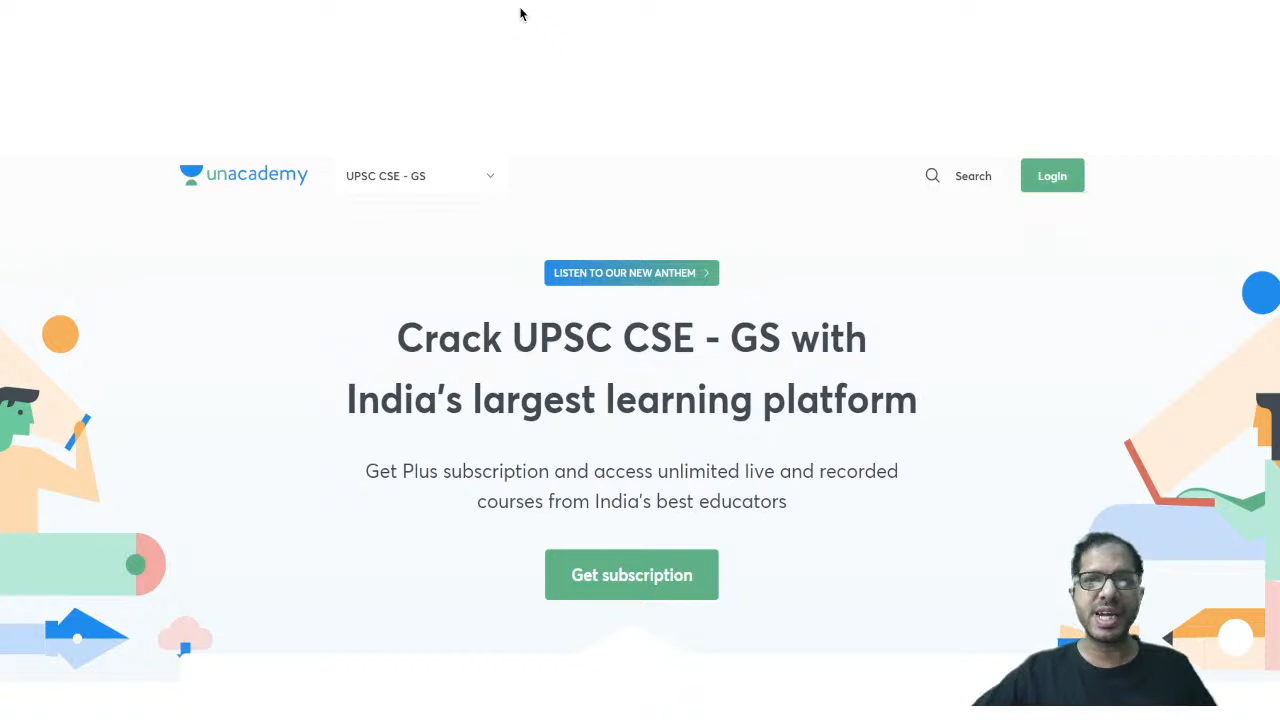 unacademy
UPSC CSE - GS
Search
Login
LISTEN TO OUR NEW ANTHEM
Crack UPSC CSE - GS with
India's largest learning platform
Get Plus subscription and access unlimited live and recorded
courses from India's best educators
Get subscription